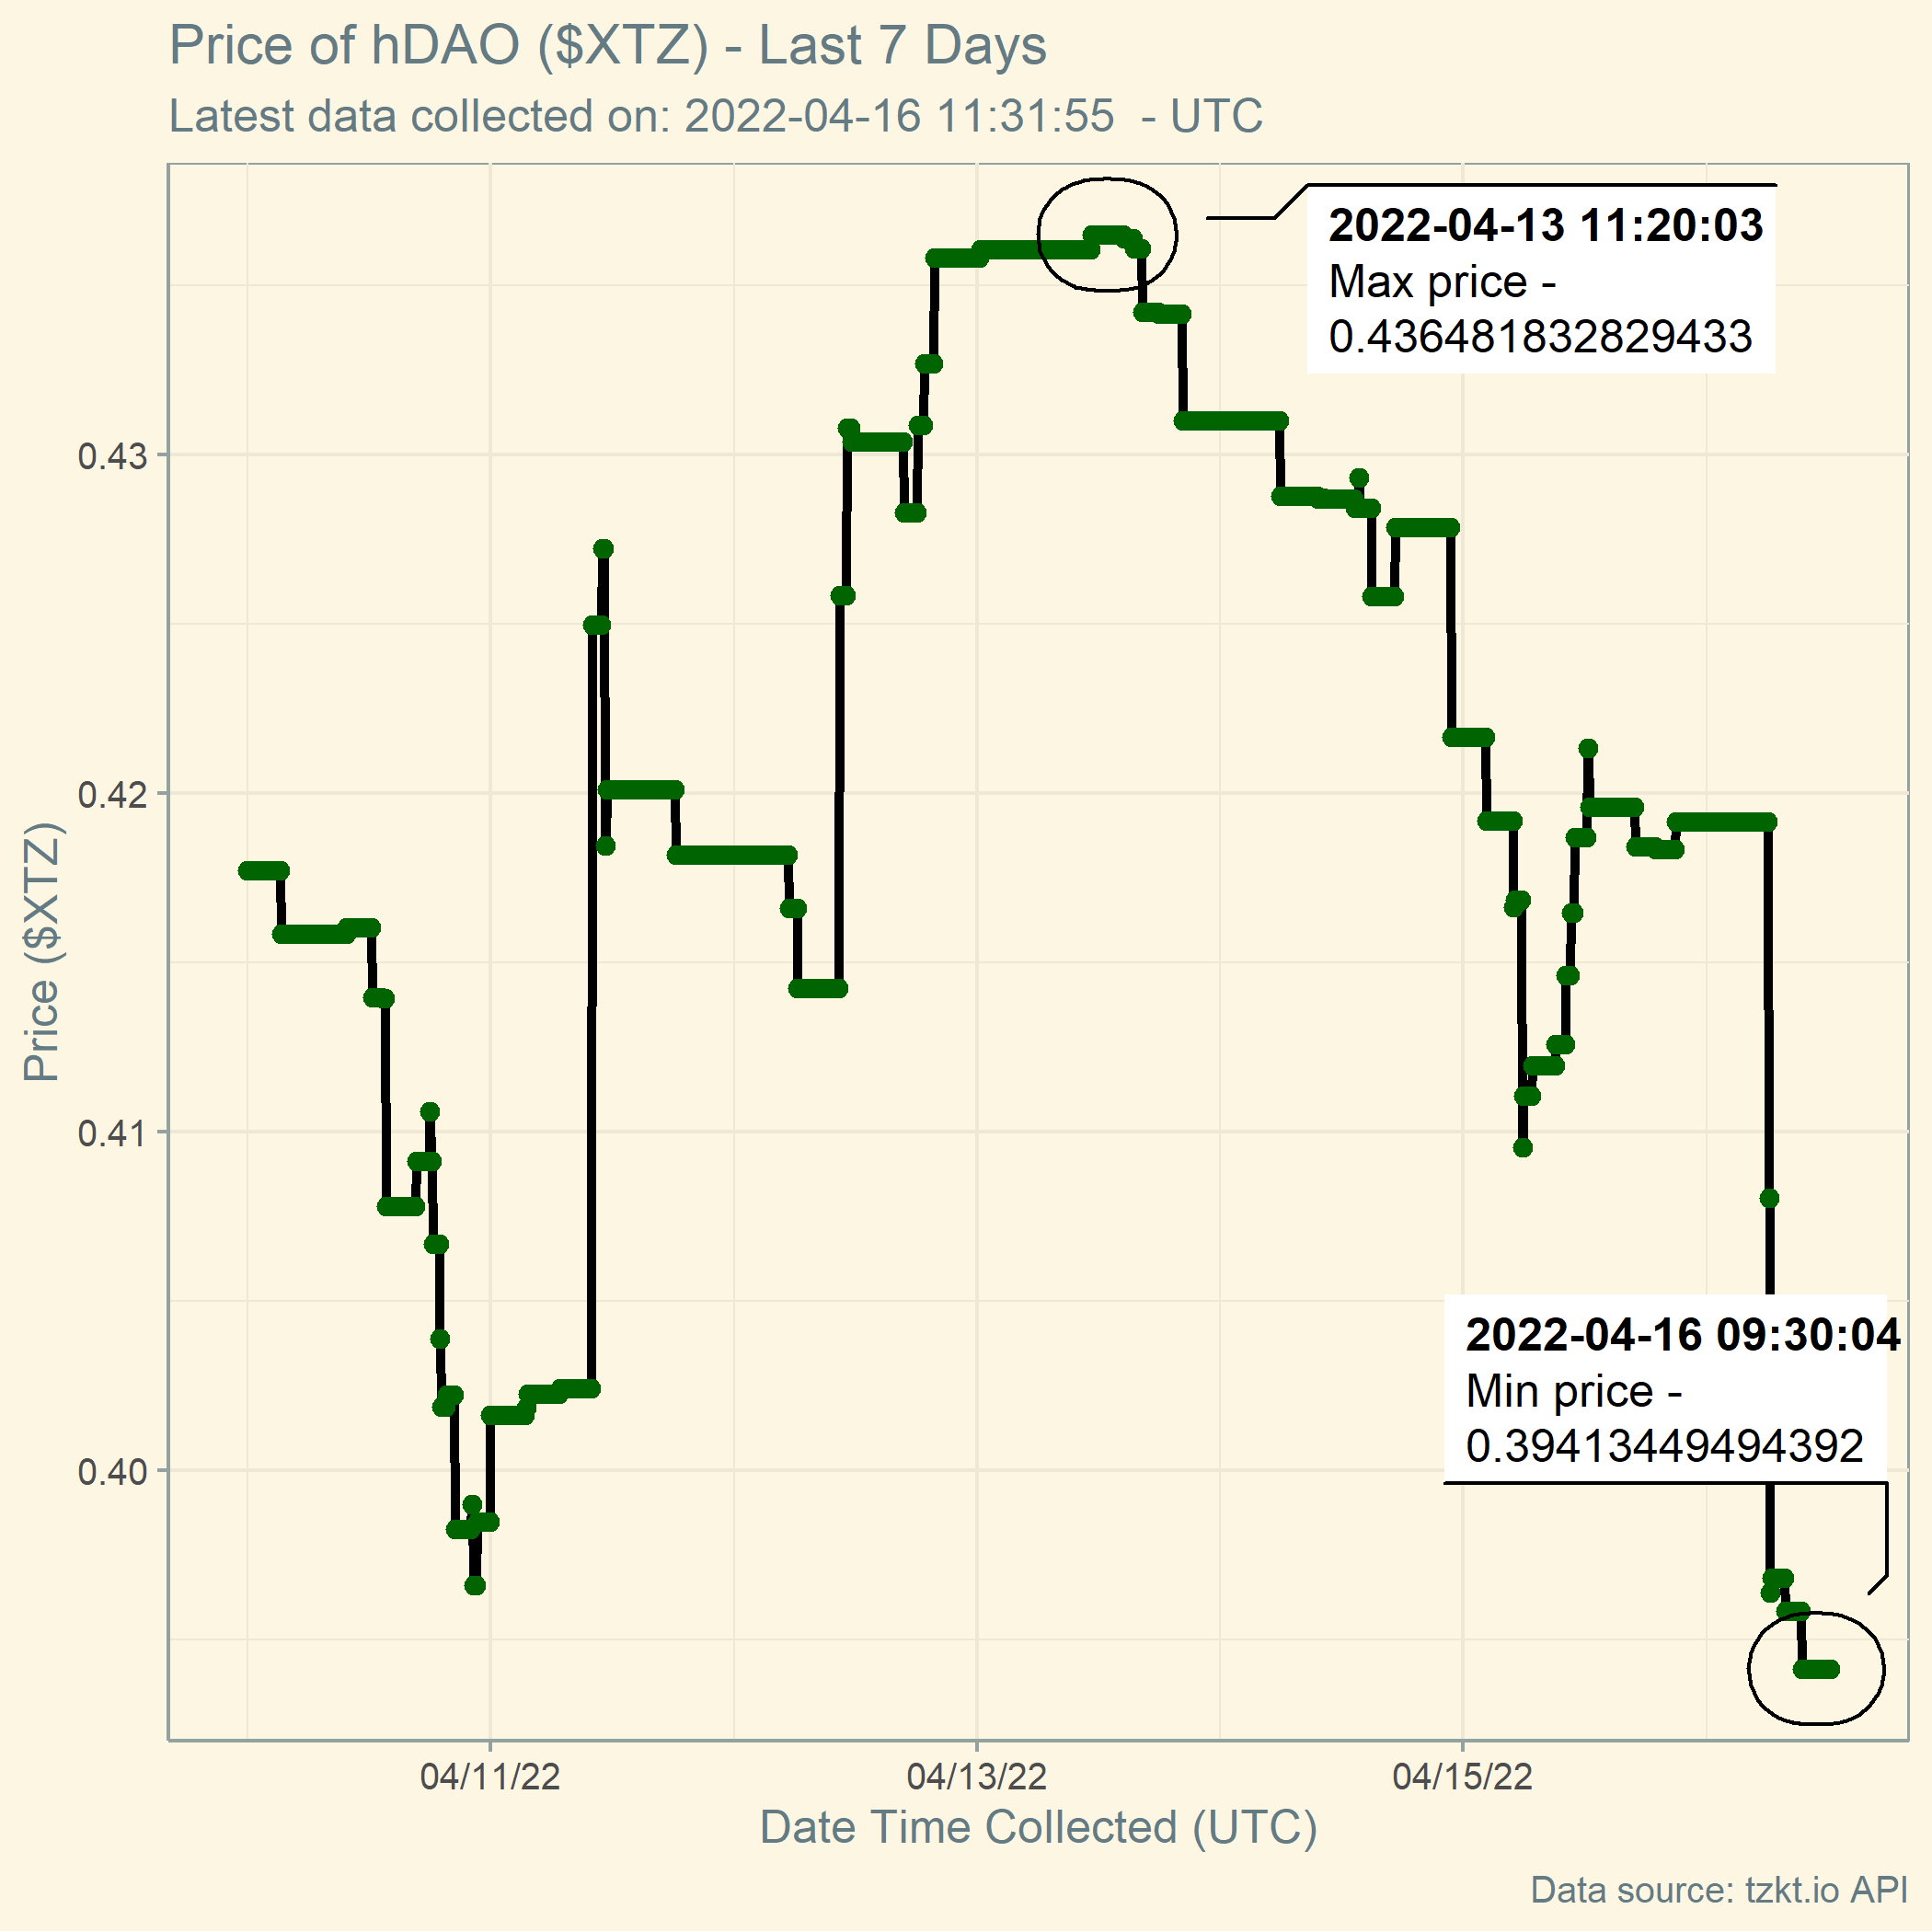 Price of hDAO ($XTZ) - Last 7 Days
Latest data collected on: 2022-04-16 11:31:55  - UTC
2022-04-13 11:20:03
Max price -
0.436481832829433
0.43
0.42
Price ($XTZ)
0.41
2022-04-16 09:30:04
Min price -
0.39413449494392
0.40
04/11/22
04/13/22
04/15/22
Date Time Collected (UTC)
Data source: tzkt.io API